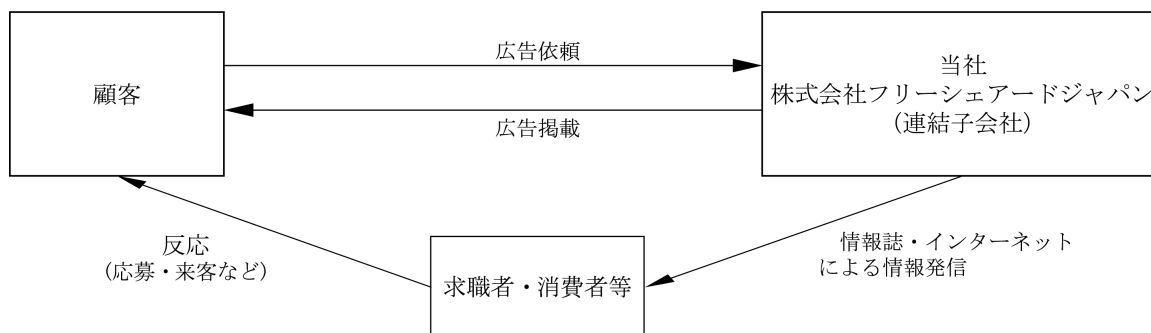 広告依頼
顧客
当社
株式会社フリーシェアードジャパン
（連結子会社）
広告掲載
反応
（応募・来客など）
求職者・消費者等
情報誌・インターネット
による情報発信